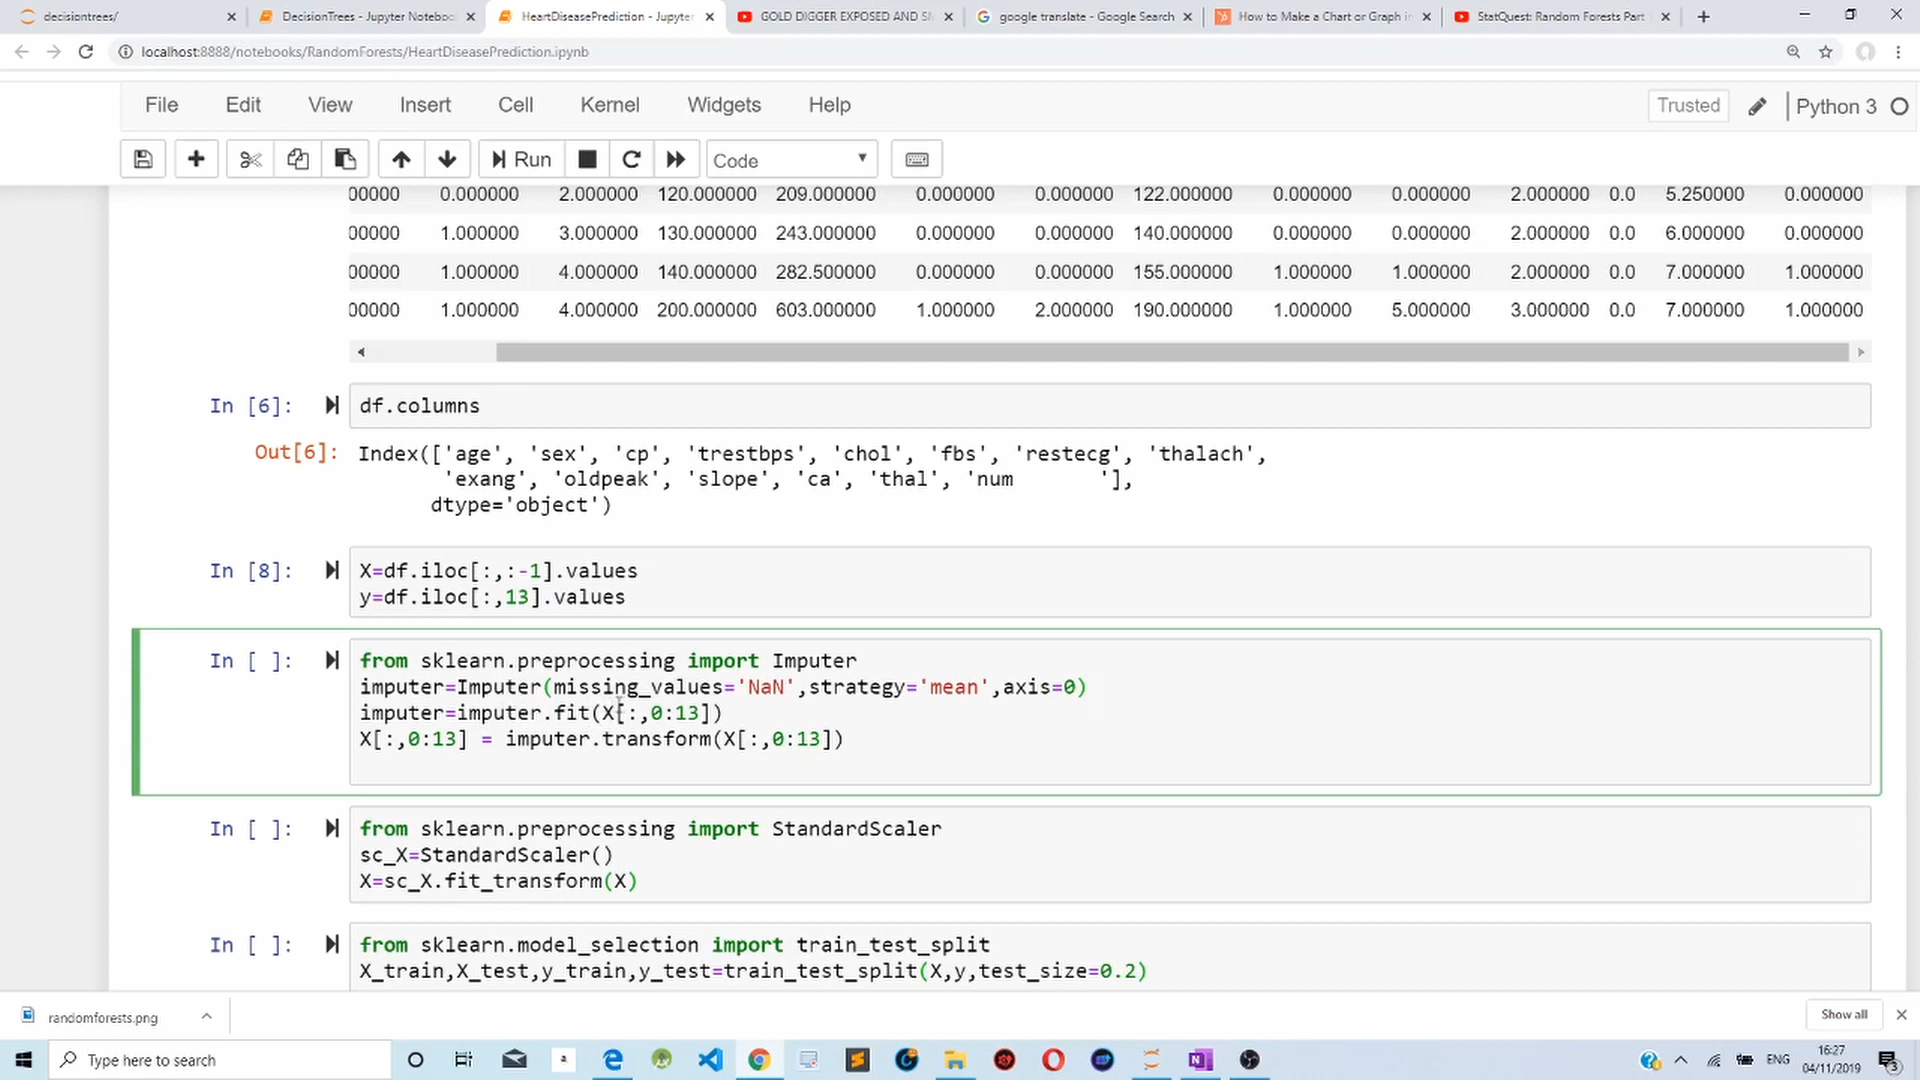 decisiontrees/
DecisionTrees - Jupyter Noteboo
HeartDiseasePrediction - Jupyter
GOLD DIGGER EXPOSED AND S
google translate - Google Search
How to Make a Chart or Graph in
StatQuest: Random Forests Part
localhost:8888/notebooks/RandomForests/HeartDiseasePrediction.ipynb
File Edit View Insert Cell Kernel Widgets Help Trusted Python 3
Run Code
00000 0.000000 2.000000 120.000000 209.000000 0.000000 0.000000 122.000000 0.000000 0.000000 2.000000 0.0 5.250000 0.000000
00000 1.000000 3.000000 130.000000 243.000000 0.000000 0.000000 140.000000 0.000000 0.000000 2.000000 0.0 6.000000 0.000000
00000 1.000000 4.000000 140.000000 282.500000 0.000000 0.000000 155.000000 1.000000 1.000000 2.000000 0.0 7.000000 1.000000
00000 1.000000 4.000000 200.000000 603.000000 1.000000 2.000000 190.000000 1.000000 5.000000 3.000000 0.0 7.000000 1.000000
In [6]: df.columns
Out[6]: Index(['age', 'sex', 'cp', 'trestbps', 'chol', 'fbs', 'restecg', 'thalach',
'exang', 'oldpeak', 'slope', 'ca', 'thal', 'num       '],
dtype='object')
In [8]: X=df.iloc[:,:-1].values
y=df.iloc[:,13].values
In [ ]: from sklearn.preprocessing import Imputer
imputer=Imputer(missing_values='NaN',strategy='mean',axis=0)
imputer=imputer.fit(X[:,0:13])
X[:,0:13] = imputer.transform(X[:,0:13])
In [ ]: from sklearn.preprocessing import StandardScaler
sc_X=StandardScaler()
X=sc_X.fit_transform(X)
In [ ]: from sklearn.model_selection import train_test_split
X_train,X_test,y_train,y_test=train_test_split(X,y,test_size=0.2)
randomforests.png
Show all
Type here to search
a
ENG
16:27
04/11/2019
3